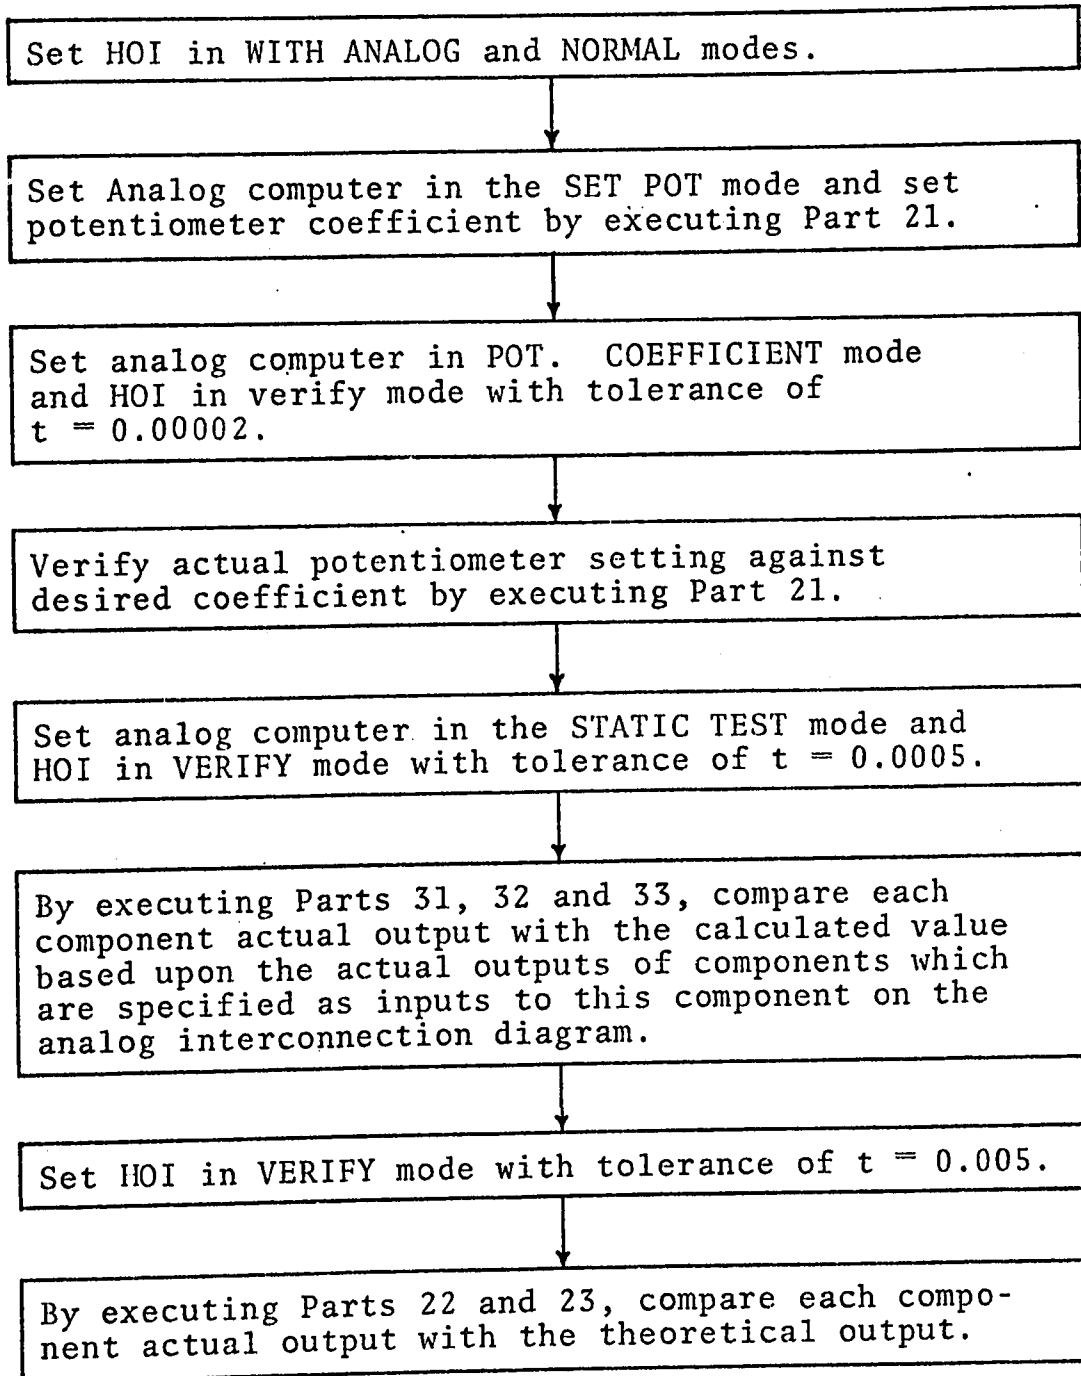 Set HOI in WITH ANALOG and NORMAL modes.
Set Analog computer in the SET POT mode and set
potentiometer coefficient by executing Part 21.
Set analog computer in POT. COEFFICIENT mode
and HOI in verify mode with tolerance of
t = 0.00002.
Verify actual potentiometer setting against
desired coefficient by executing Part 21.
Set analog computer in the STATIC TEST mode and
HOI in VERIFY mode with tolerance of t = 0.0005.
By executing Parts 31, 32 and 33, compare each
component actual output with the calculated value
based upon the actual outputs of components which
are specified as inputs to this component on the
analog interconnection diagram.
Set HOI in VERIFY mode with tolerance of t = 0.005.
By executing Parts 22 and 23, compare each compo-
nent actual output with the theoretical output.